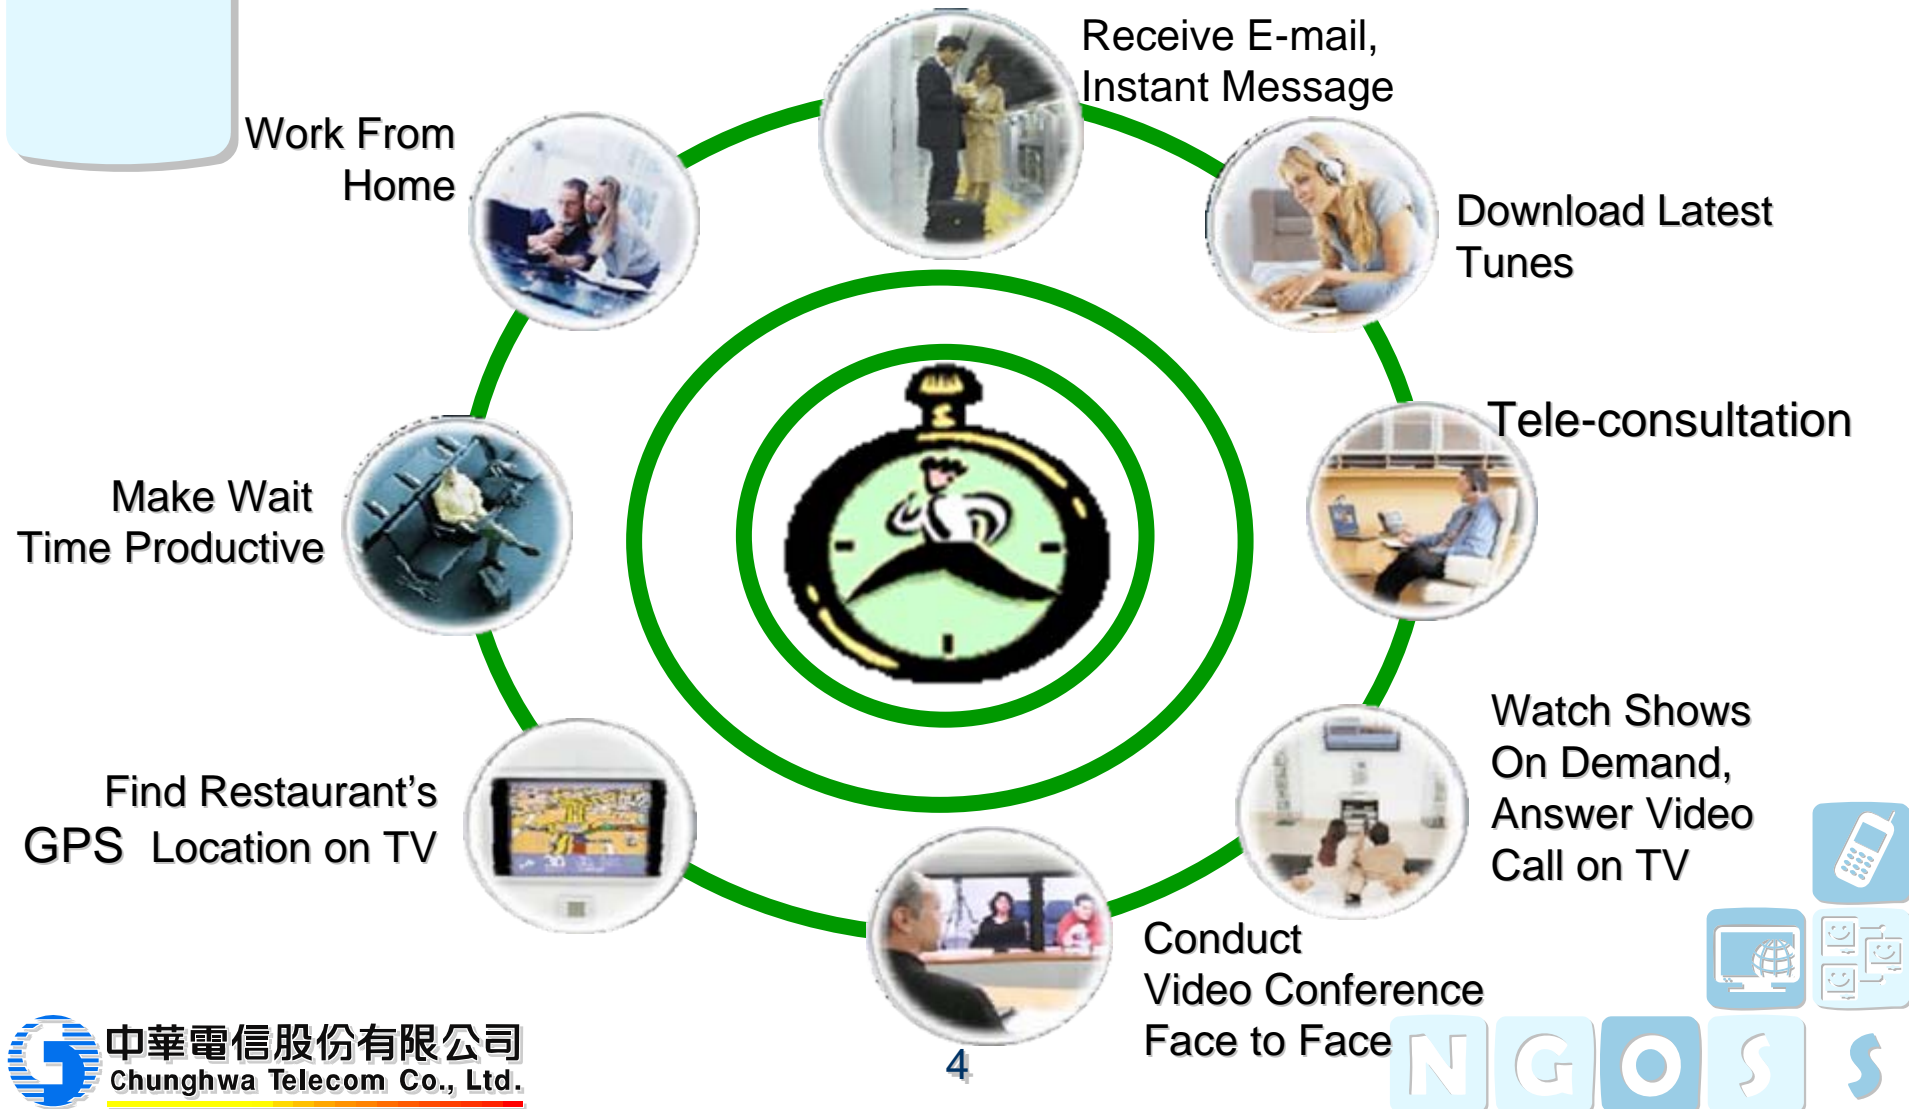 Receive E-mail,
Instant Message
Work From
Home
Download Latest
Tunes
Tele-consultation
Make Wait
Time Productive
Watch Shows
On Demand,
Answer Video
Call on TV
Find Restaurant's
GPS Location on TV
Conduct
Video Conference
Face to Face
中華電信股份有限公司
Chunghwa Telecom Co., Ltd.
4
NGOSS